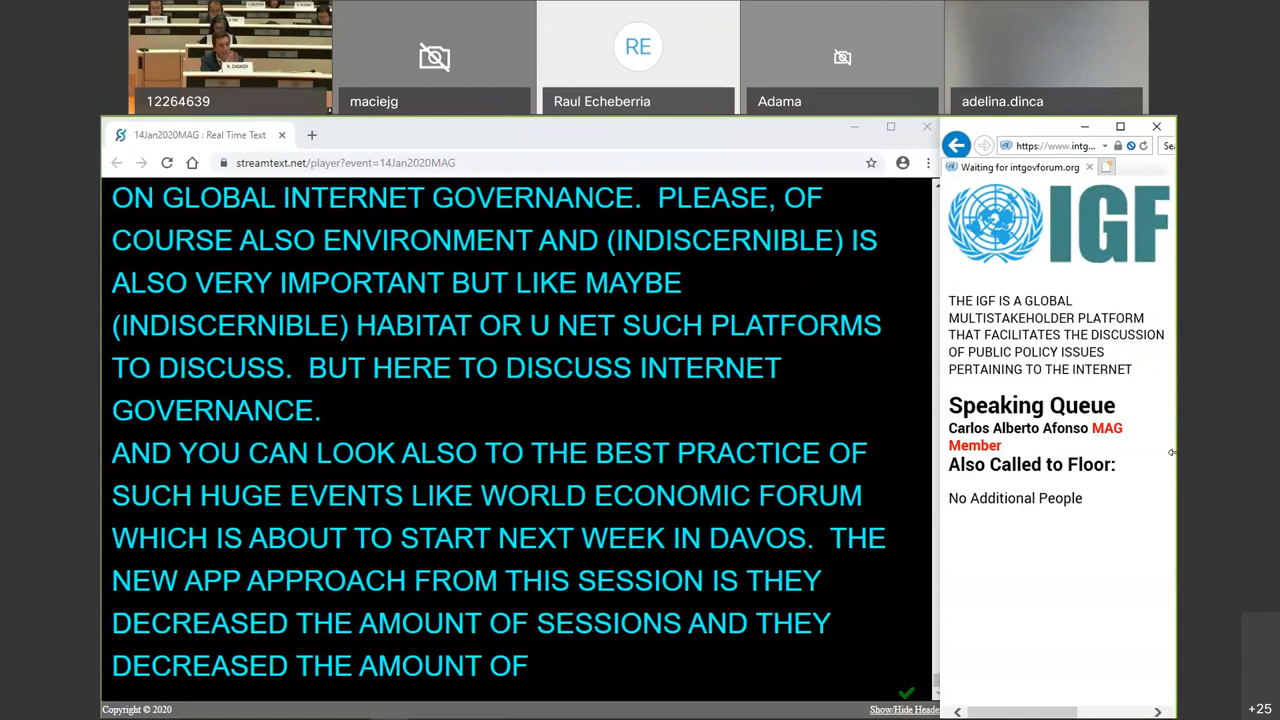 R. CHUKOV
12264639
maciejg
RE
Raul Echeberria
Adama
adelina.dinca
14Jan2020MAG : Real Time Text
streamtext.net/player?event=14Jan2020MAG
ON GLOBAL INTERNET GOVERNANCE.  PLEASE, OF
COURSE ALSO ENVIRONMENT AND (INDISCERNIBLE) IS
ALSO VERY IMPORTANT BUT LIKE MAYBE
(INDISCERNIBLE) HABITAT OR U NET SUCH PLATFORMS
TO DISCUSS.  BUT HERE TO DISCUSS INTERNET
GOVERNANCE.
AND YOU CAN LOOK ALSO TO THE BEST PRACTICE OF
SUCH HUGE EVENTS LIKE WORLD ECONOMIC FORUM
WHICH IS ABOUT TO START NEXT WEEK IN DAVOS.  THE
NEW APP APPROACH FROM THIS SESSION IS THEY
DECREASED THE AMOUNT OF SESSIONS AND THEY
DECREASED THE AMOUNT OF
Copyright © 2020
Show/Hide Heade
https://www.intg...
Sea
Waiting for intgovforum.org
IGF
THE IGF IS A GLOBAL
MULTISTAKEHOLDER PLATFORM
THAT FACILITATES THE DISCUSSION
OF PUBLIC POLICY ISSUES
PERTAINING TO THE INTERNET
Speaking Queue
Carlos Alberto Afonso MAG
Member
Also Called to Floor:
No Additional People
+25